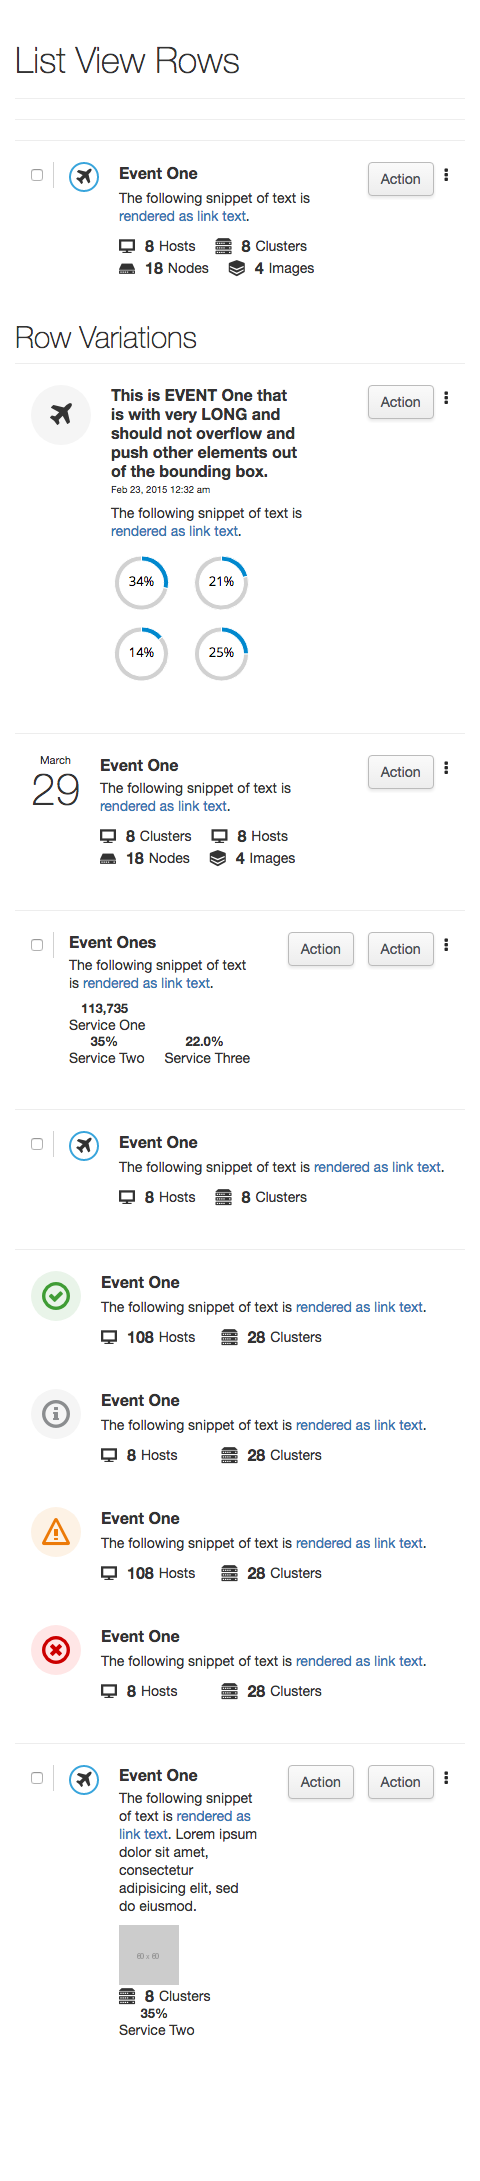 List View Rows
Event One
Action
The following snippet of text is
rendered as link text.
8 Hosts 8 Clusters
18 Nodes 4 Images
Row Variations
This is EVENT One that
is with very LONG and
should not overflow and
push other elements out
of the bounding box.
Action
Feb 23, 2015 12:32 am
The following snippet of text is
rendered as link text.
34% 21%
14% 25%
March
29
Event One
Action
The following snippet of text is
rendered as link text.
8 Clusters 8 Hosts
18 Nodes 4 Images
Event Ones
Action Action
The following snippet of text
is rendered as link text.
113,735
Service One
35% 22.0%
Service Two Service Three
Event One
The following snippet of text is rendered as link text.
8 Hosts 8 Clusters
Event One
The following snippet of text is rendered as link text.
108 Hosts 28 Clusters
Event One
The following snippet of text is rendered as link text.
8 Hosts 28 Clusters
Event One
The following snippet of text is rendered as link text.
108 Hosts 28 Clusters
Event One
The following snippet of text is rendered as link text.
8 Hosts 28 Clusters
Event One
Action Action
The following snippet
of text is rendered as
link text. Lorem ipsum
dolor sit amet,
consectetur
adipisicing elit, sed
do eiusmod.
60 x 60
8 Clusters
35%
Service Two